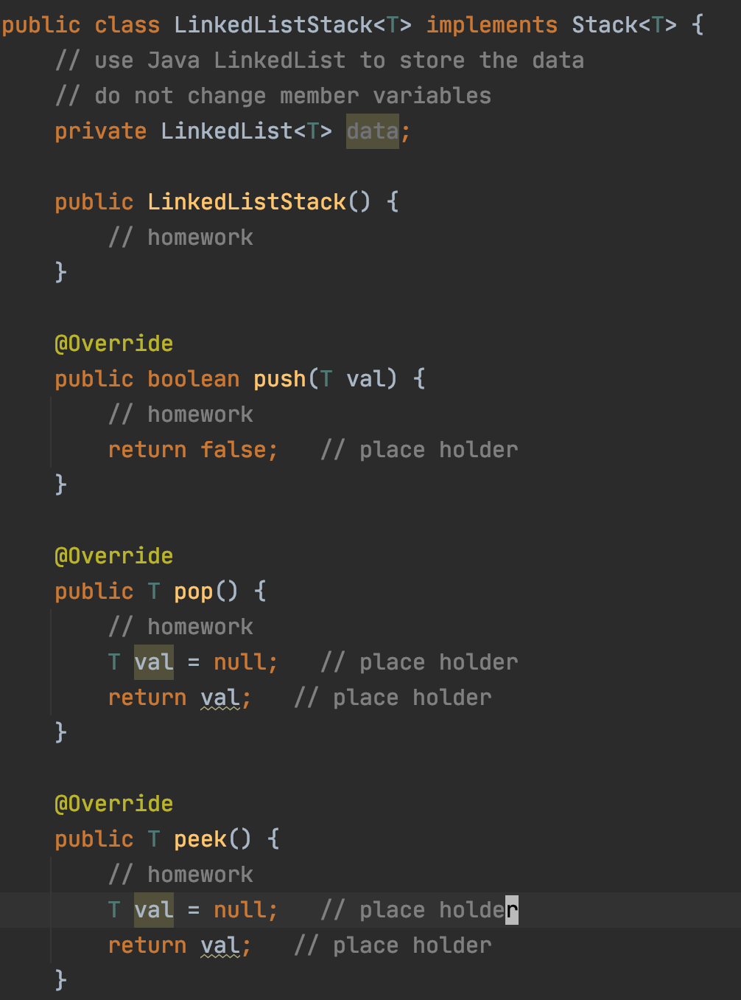 public class LinkedListStack<T> implements Stack<T> {
    // use Java LinkedList to store the data
    // do not change member variables
    private LinkedList<T> data;
    public LinkedListStack() {
        // homework
    }
    @Override
    public boolean push(T val) {
        // homework
        return false;   // place holder
    }
    @Override
    public T pop() {
        // homework
        T val = null;   // place holder
        return val;   // place holder
    }
    @Override
    public T peek() {
        // homework
        T val = null;   // place holder
        return val;   // place holder
    }